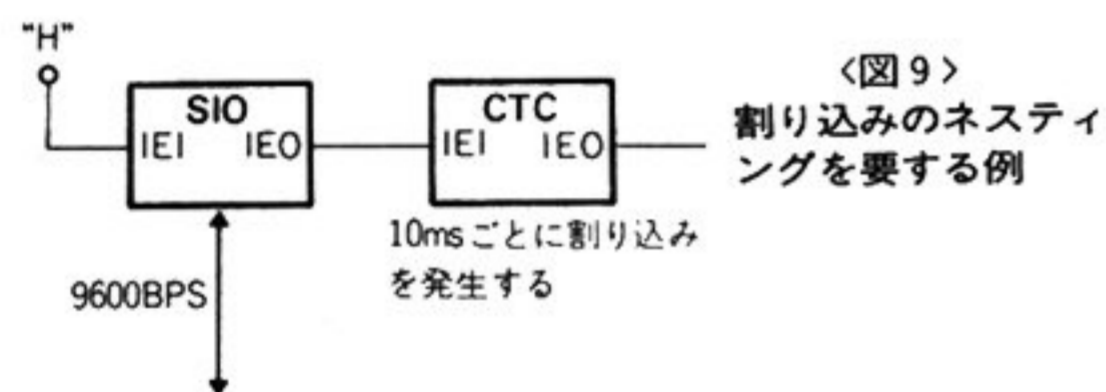 “H”
SIO
IEI IEO
CTC
IEI IEO
〈図9〉
割り込みのネスティ
ングを要する例
10msごとに割り込み
を発生する
9600BPS